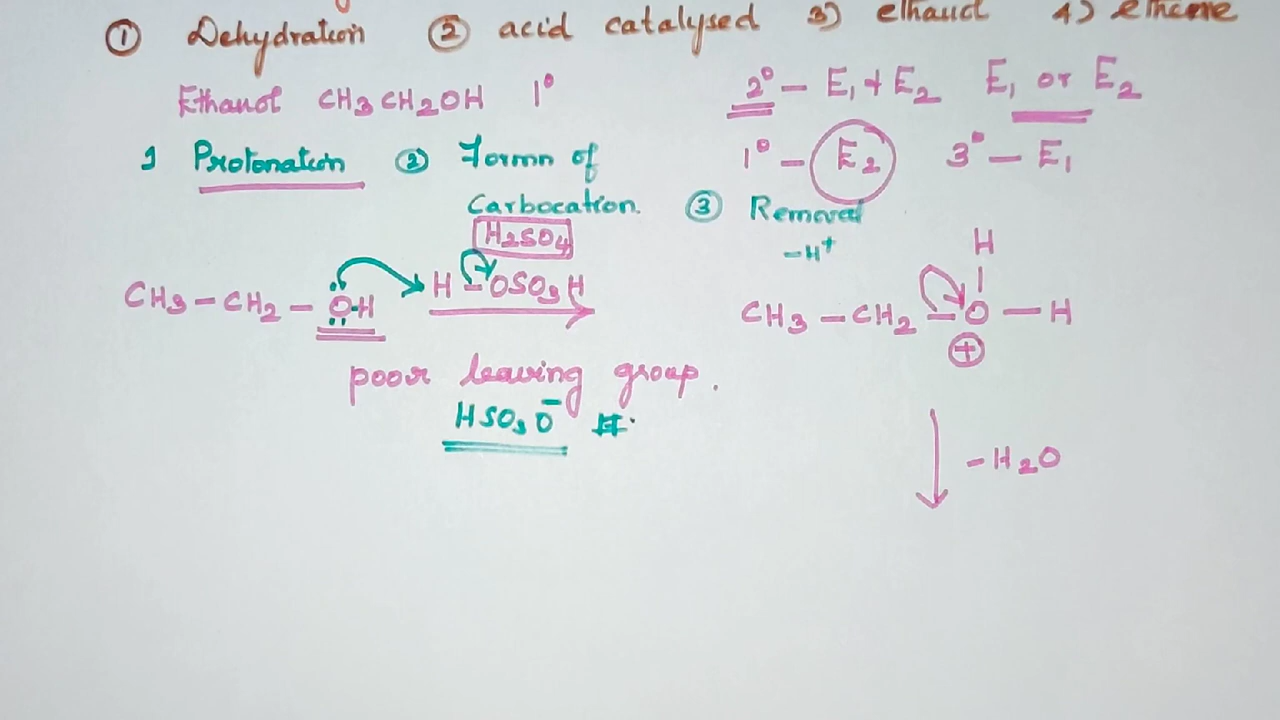 ① Dehydration ② acid catalysed 3) ethanol 4) ethene
Ethanol CH3CH2OH 1° 2° – E1 + E2 E1 or E2
1 Protonation ② Formn of 1° – E2 3° – E1
Carbocation. ③ Removal
H2SO4 –H+
H
CH3 – CH2 – ÖH H – OSO3H CH3 – CH2 – O – H
+
poor leaving group.
HSO3O⁻
–H2O